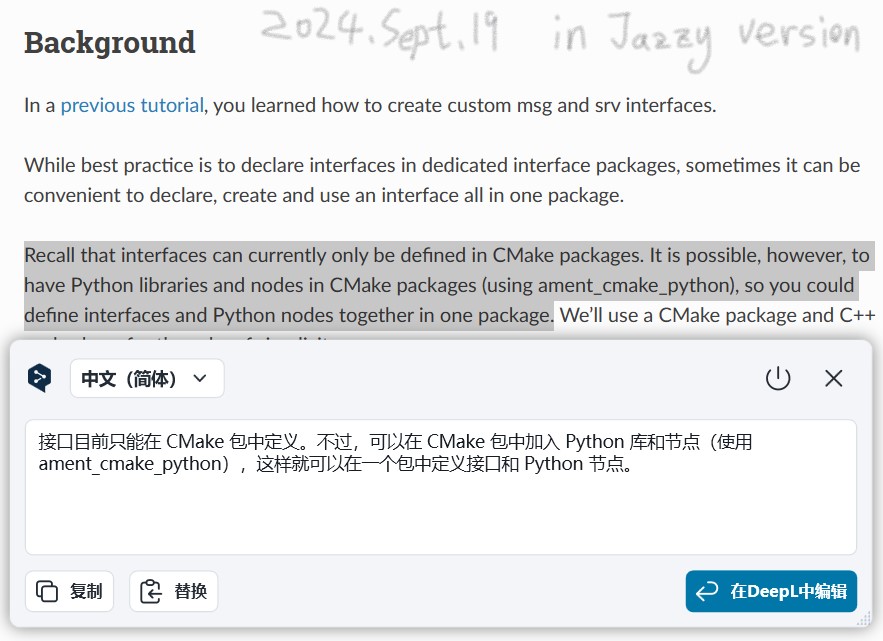 2024.Sept.19 in Jazzy version
Background
In a previous tutorial, you learned how to create custom msg and srv interfaces.
While best practice is to declare interfaces in dedicated interface packages, sometimes it can be
convenient to declare, create and use an interface all in one package.
Recall that interfaces can currently only be defined in CMake packages. It is possible, however, to
have Python libraries and nodes in CMake packages (using ament_cmake_python), so you could
define interfaces and Python nodes together in one package. We’ll use a CMake package and C++
中文（简体）
接口目前只能在 CMake 包中定义。不过，可以在 CMake 包中加入 Python 库和节点（使用
ament_cmake_python），这样就可以在一个包中定义接口和 Python 节点。
复制 替换 在DeepL中编辑